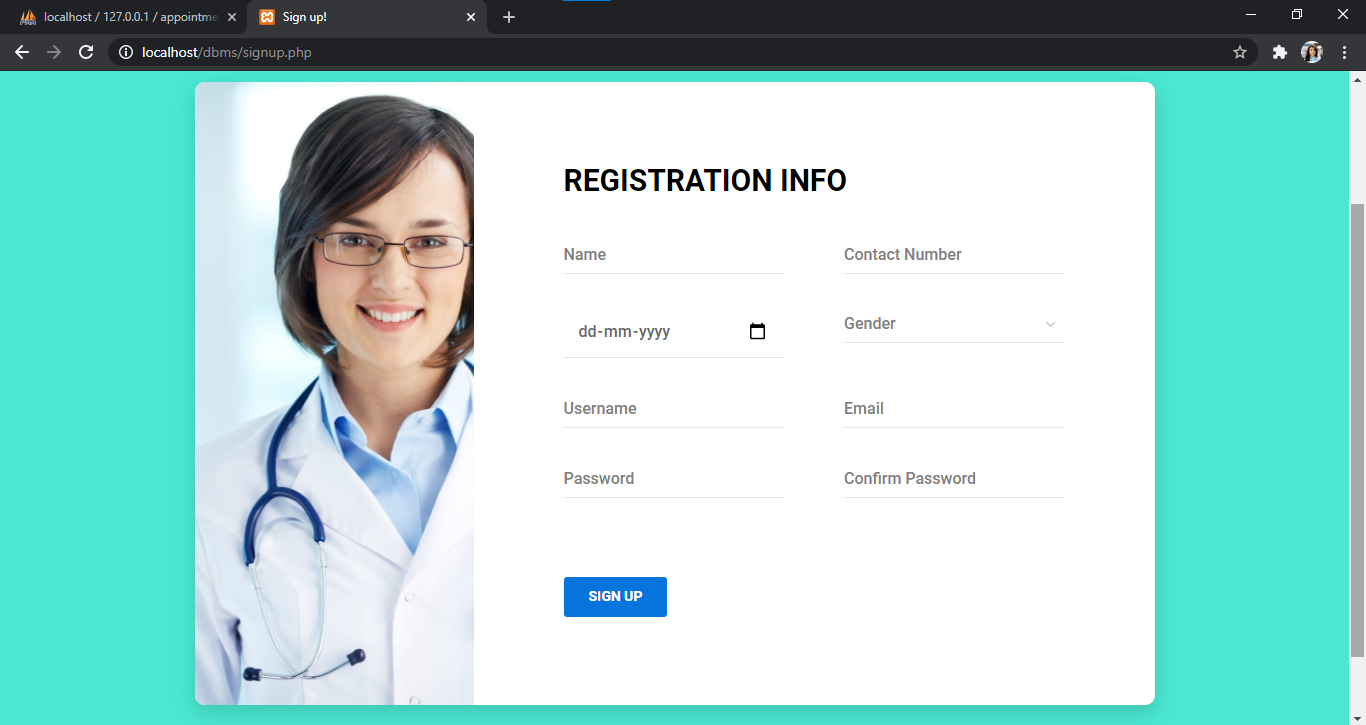 localhost / 127.0.0.1 / appointme
Sign up!
localhost/dbms/signup.php
REGISTRATION INFO
Name
Contact Number
dd-mm-yyyy
Gender
Username
Email
Password
Confirm Password
SIGN UP